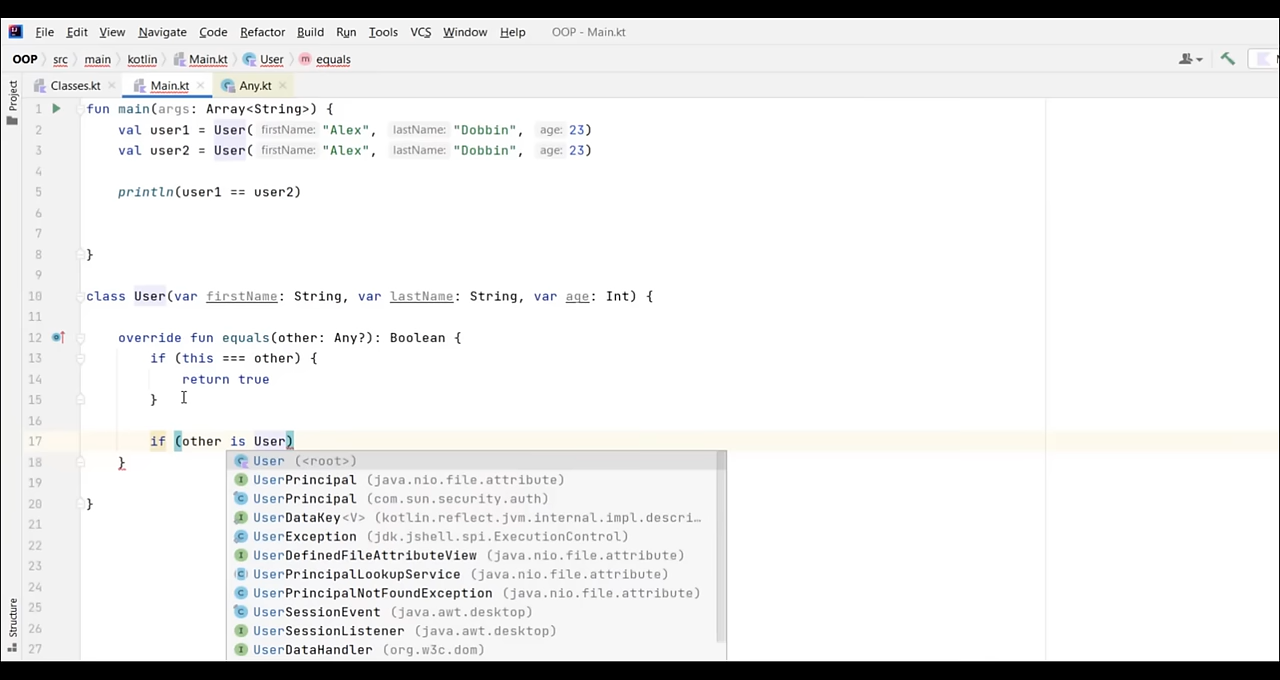 File Edit View Navigate Code Refactor Build Run Tools VCS Window Help OOP - Main.kt
OOP src main kotlin Main.kt User equals
Classes.kt Main.kt Any.kt
Project
1 fun main(args: Array<String>) {
2 val user1 = User( firstName: "Alex", lastName: "Dobbin", age: 23)
3 val user2 = User( firstName: "Alex", lastName: "Dobbin", age: 23)
4
5 println(user1 == user2)
6
7
8 }
9
10 class User(var firstName: String, var lastName: String, var age: Int) {
11
12 override fun equals(other: Any?): Boolean {
13 if (this === other) {
14 return true
15 }
16
17 if (other is User)
18 }
User (<root>)
19
UserPrincipal (java.nio.file.attribute)
UserPrincipal (com.sun.security.auth)
20 }
UserDataKey<V> (kotlin.reflect.jvm.internal.impl.descri...
21
UserException (jdk.jshell.spi.ExecutionControl)
22
UserDefinedFileAttributeView (java.nio.file.attribute)
23
UserPrincipalLookupService (java.nio.file.attribute)
24
UserPrincipalNotFoundException (java.nio.file.attribute)
25
UserSessionEvent (java.awt.desktop)
26
UserSessionListener (java.awt.desktop)
27
UserDataHandler (org.w3c.dom)
Structure